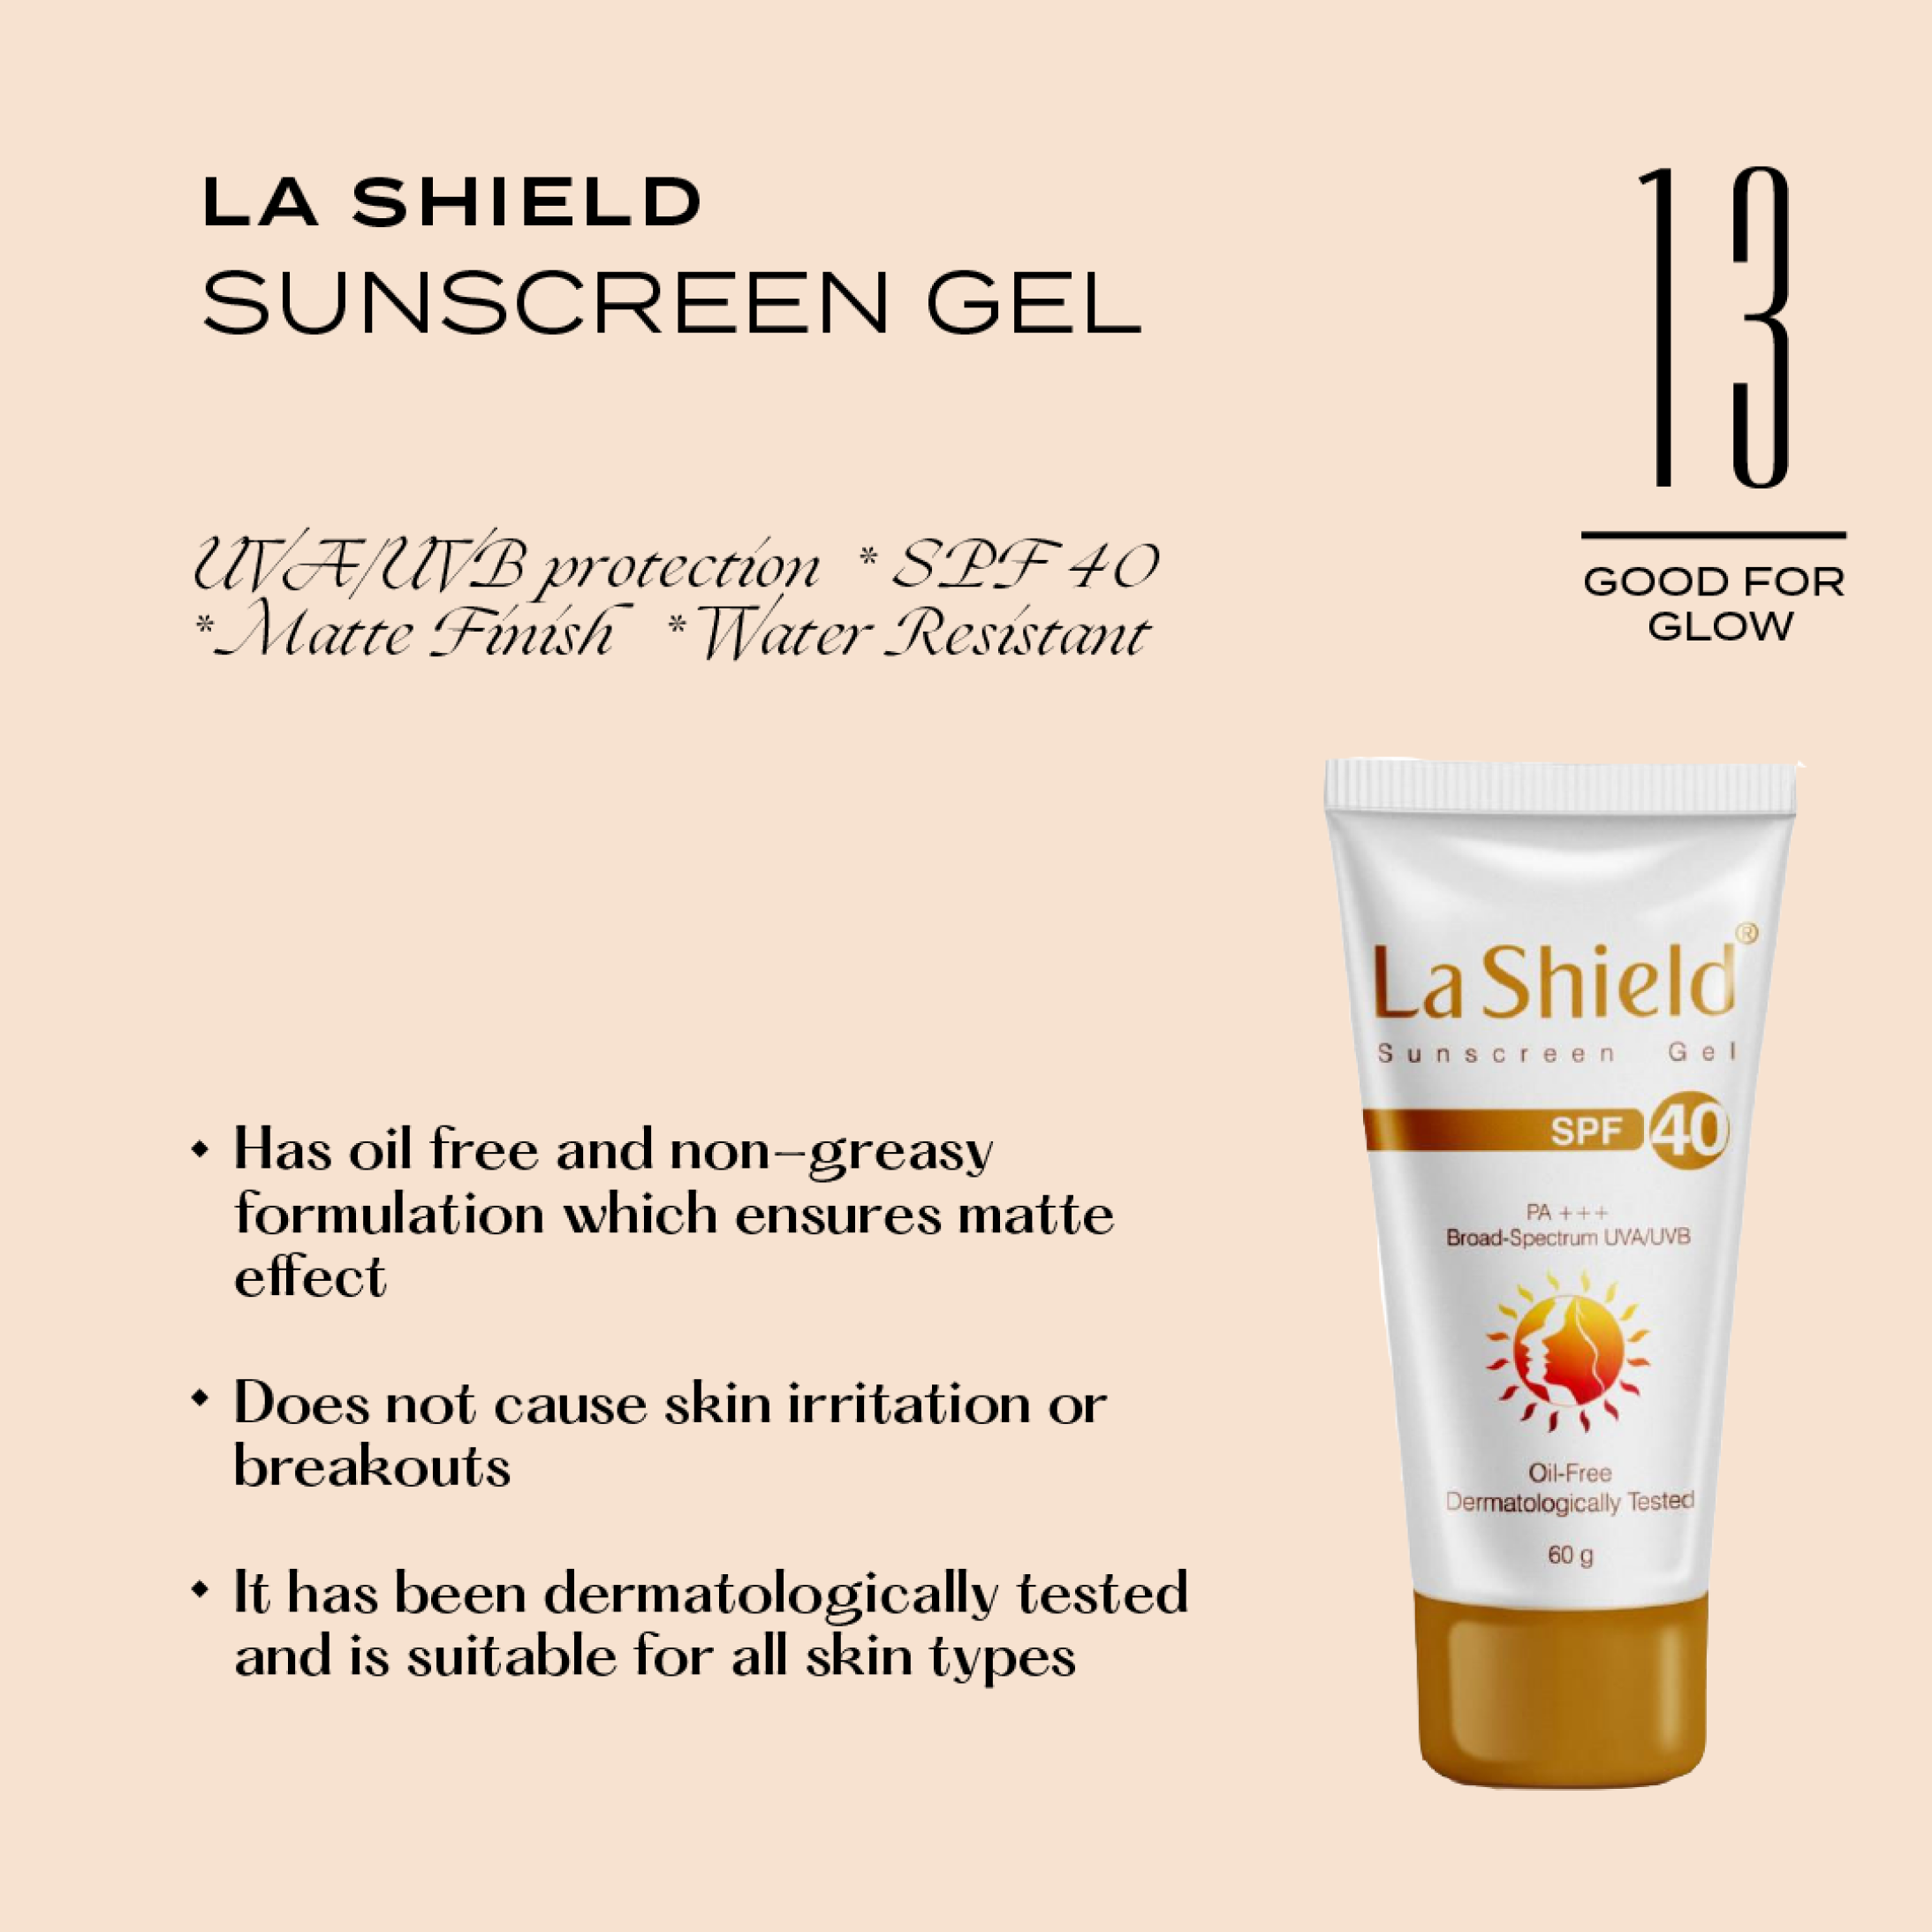 LA SHIELD
SUNSCREEN GEL
13
GOOD FOR
GLOW
UVA/UVB protection * SPF 40
* Matte Finish * Water Resistant
• Has oil free and non-greasy
formulation which ensures matte
effect
• Does not cause skin irritation or
breakouts
• It has been dermatologically tested
and is suitable for all skin types
La Shield®
Sunscreen Gel
SPF 40
PA +++
Broad-Spectrum UVA/UVB
Oil-Free
Dermatologically Tested
60 g